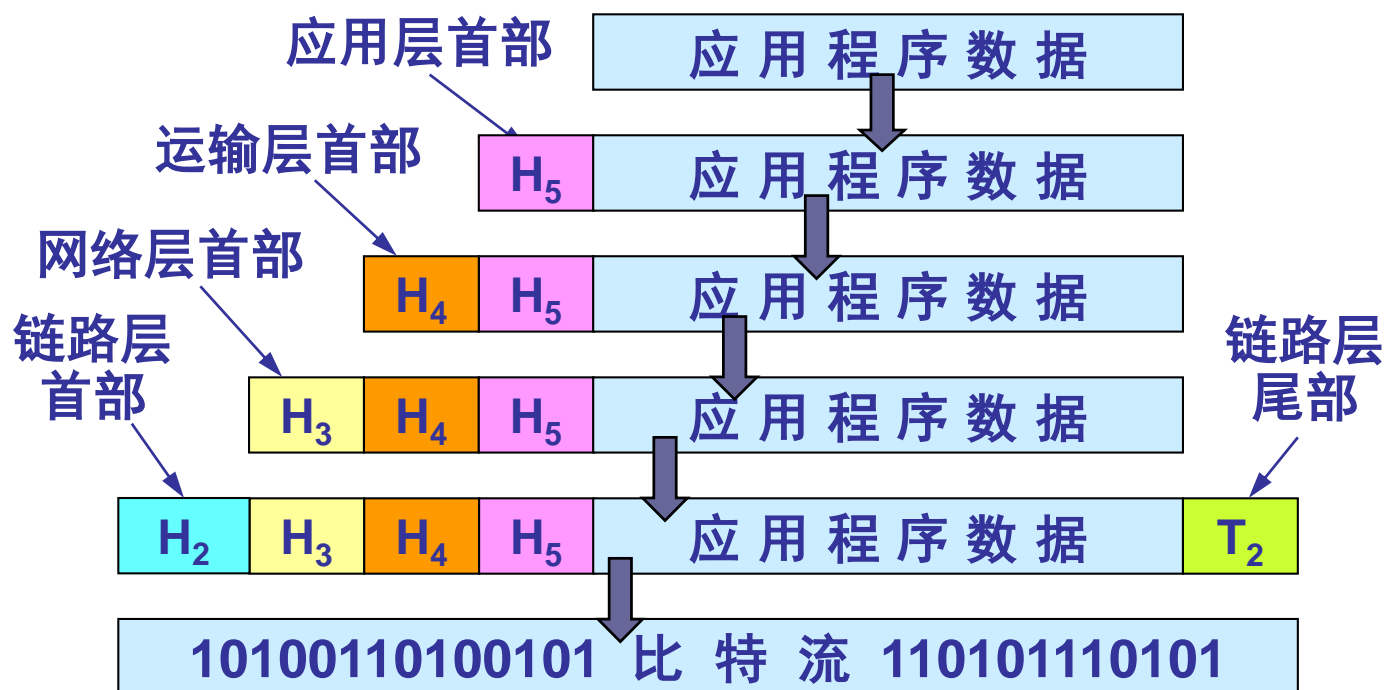 应用层首部
应用程序数据
运输层首部
H5 应用程序数据
网络层首部
H4 H5 应用程序数据
链路层
首部
链路层
尾部
H3 H4 H5 应用程序数据
H2 H3 H4 H5 应用程序数据 T2
10100110100101 比特流 110101110101